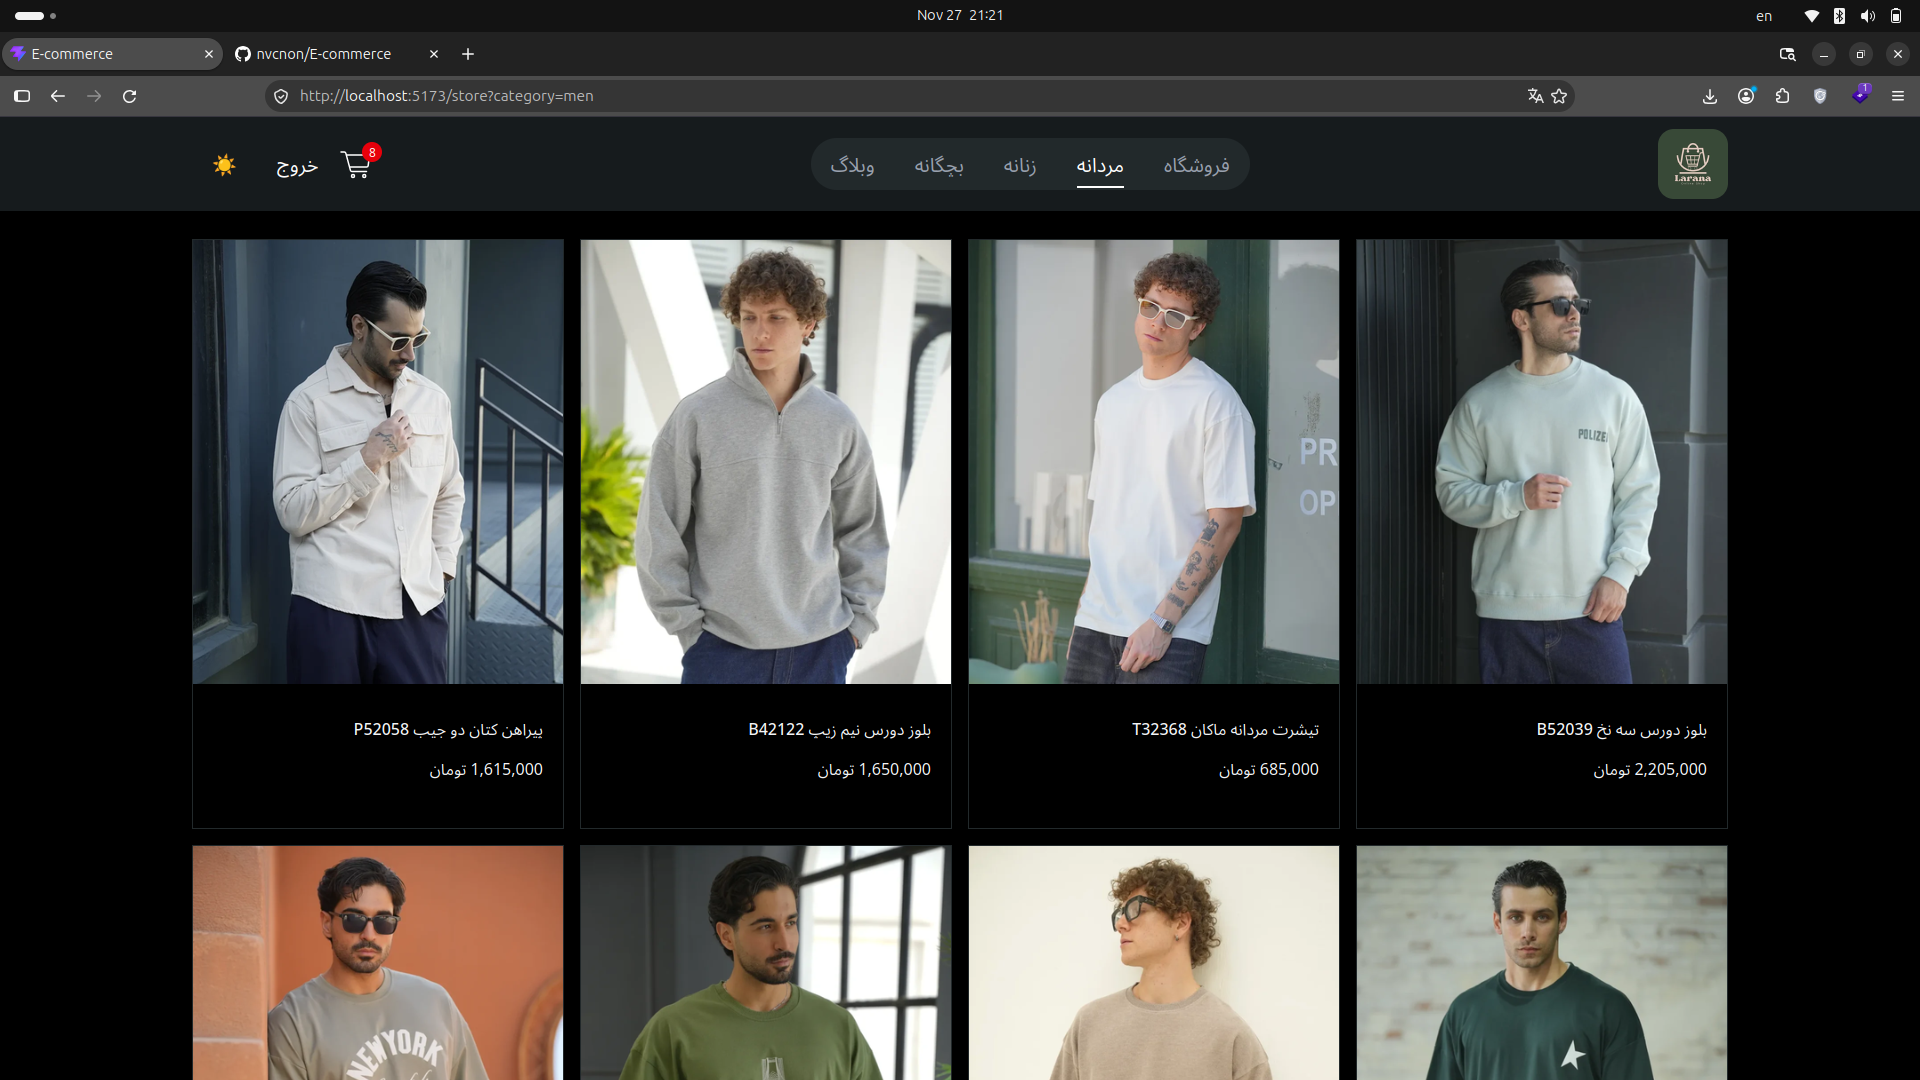 Nov 27 21:21
en
E-commerce
nvcnon/E-commerce
http://localhost:5173/store?category=men
1
Larana
فروشگاه
مردانه
زنانه
بچگانه
وبلاگ
8
خروج
POLIZEI
PR
OP
بلوز دورس سه نخ B52039
2,205,000 تومان
تیشرت مردانه ماکان T32368
685,000 تومان
بلوز دورس نیم زیپ B42122
1,650,000 تومان
پیراهن کتان دو جیب P52058
1,615,000 تومان
NEWYORK